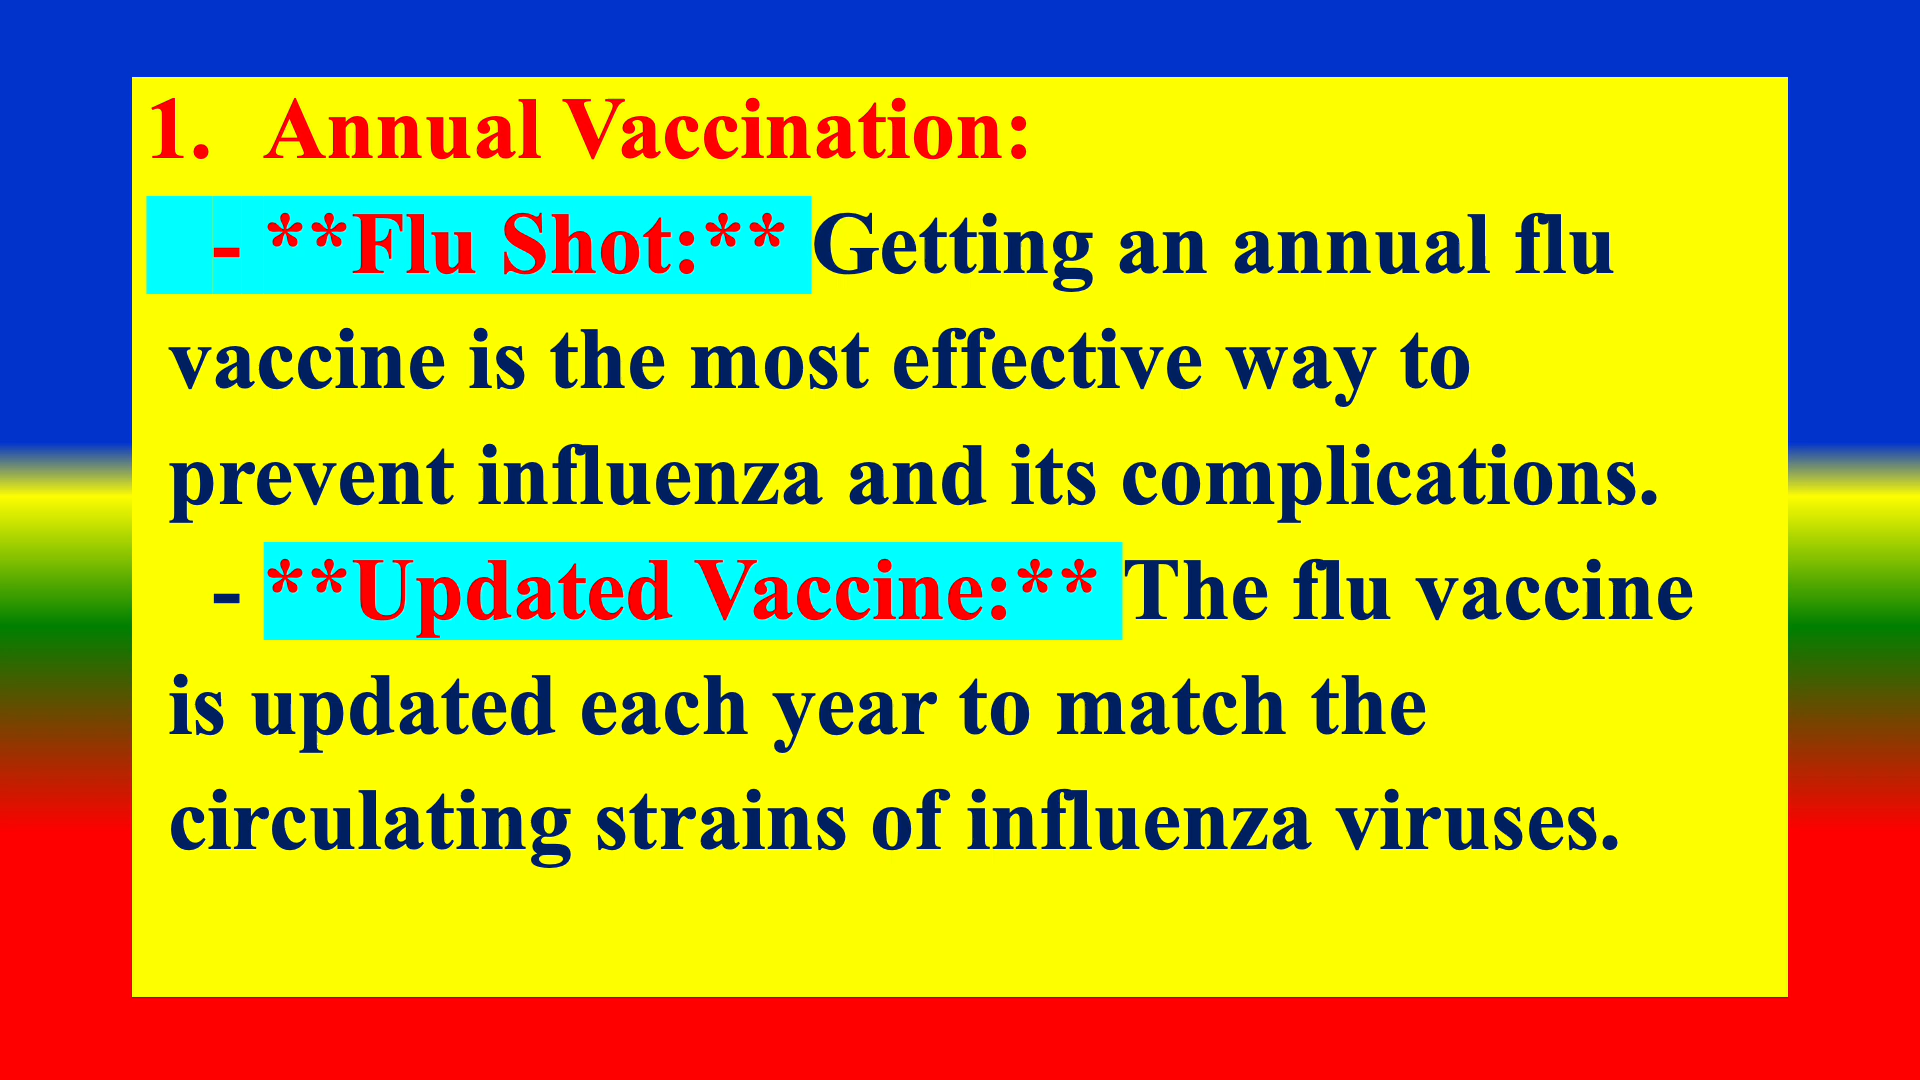 1. Annual Vaccination:
- **Flu Shot:** Getting an annual flu
vaccine is the most effective way to
prevent influenza and its complications.
- **Updated Vaccine:** The flu vaccine
is updated each year to match the
circulating strains of influenza viruses.